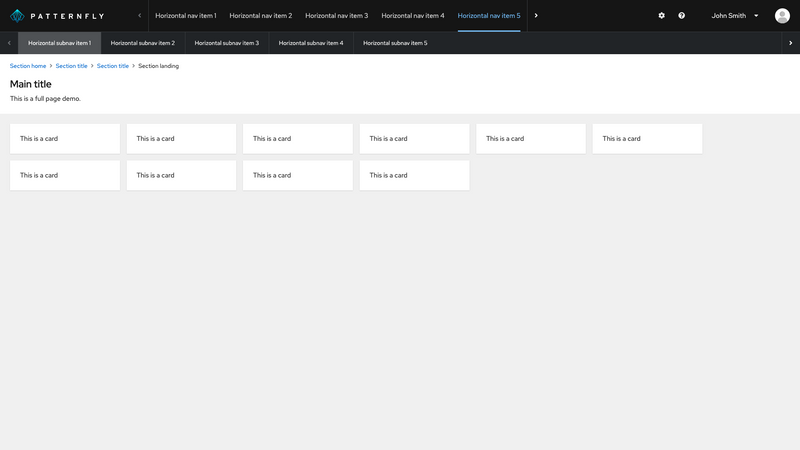 PATTERNFLY Horizontal nav item 1 Horizontal nav item 2 Horizontal nav item 3 Horizontal nav item 4 Horizontal nav item 5 John Smith
Horizontal subnav item 1 Horizontal subnav item 2 Horizontal subnav item 3 Horizontal subnav item 4 Horizontal subnav item 5
Section home > Section title > Section title > Section landing
Main title
This is a full page demo.
This is a card This is a card This is a card This is a card This is a card This is a card
This is a card This is a card This is a card This is a card